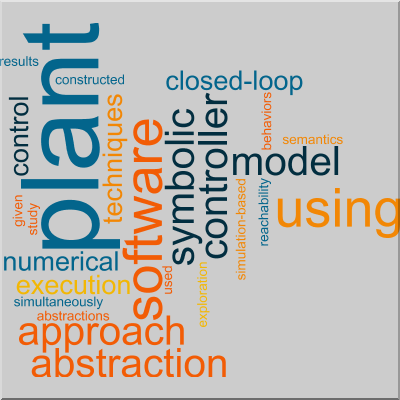 plant
results
constructed
closed-loop
control
techniques
software
symbolic
controller
behaviors
semantics
model
given
study
simulation-based
reachability
using
numerical
execution
used
exploration
simultaneously
abstractions
approach
abstraction